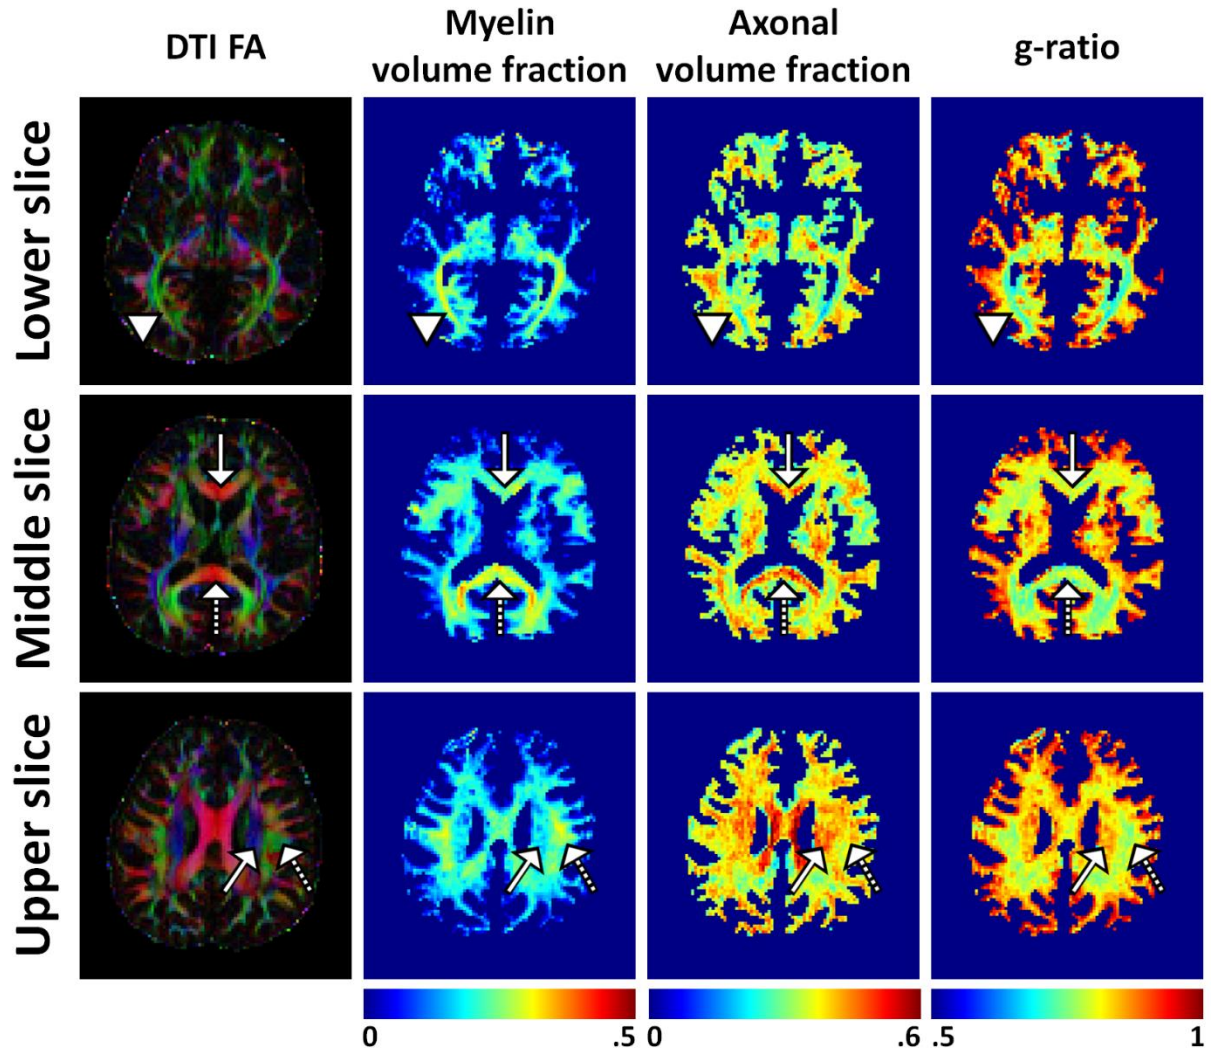 DTI FA
Myelin
volume fraction
Axonal
volume fraction
g-ratio
Lower slice
Middle slice
Upper slice
0
.5
0
.6
.5
1